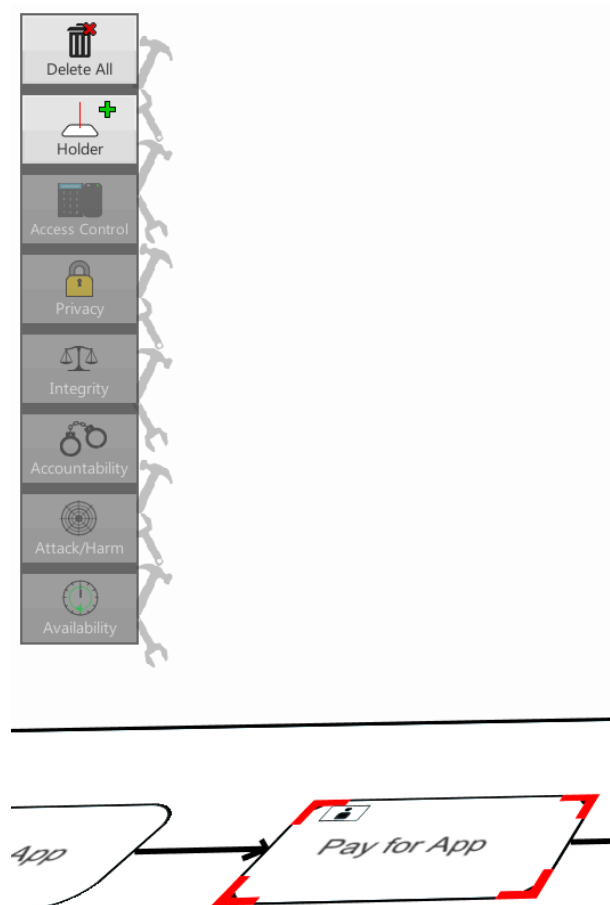 Delete All
Holder
Access Control
Privacy
Integrity
Accountability
Attack/Harm
Availability
App
Pay for App